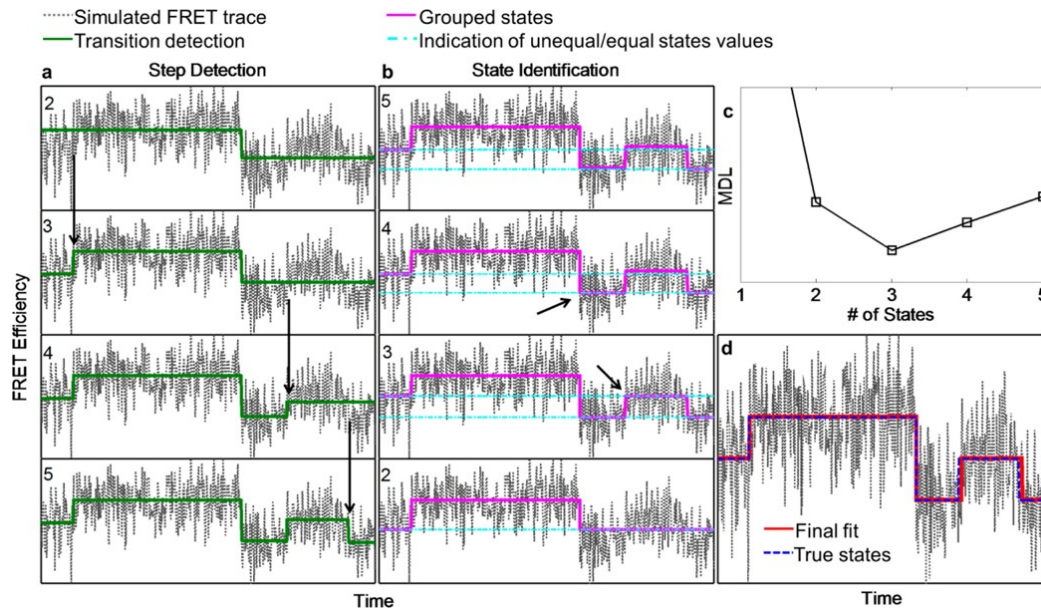 Simulated FRET trace
Grouped states
Transition detection
Indication of unequal/equal states values
a
Step Detection
b
State Identification
2
3
4
5
5
4
3
2
FRET Efficiency
Time
c
MDL
1 2 3 4 5
# of States
d
Final fit
True states
Time